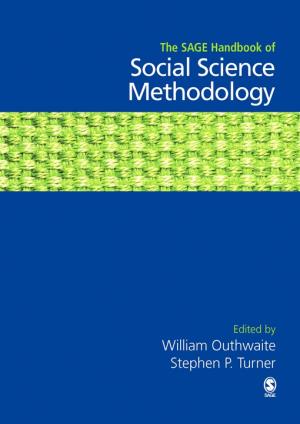 The SAGE Handbook of
Social Science
Methodology
Edited by
William Outhwaite
Stephen P. Turner
SAGE